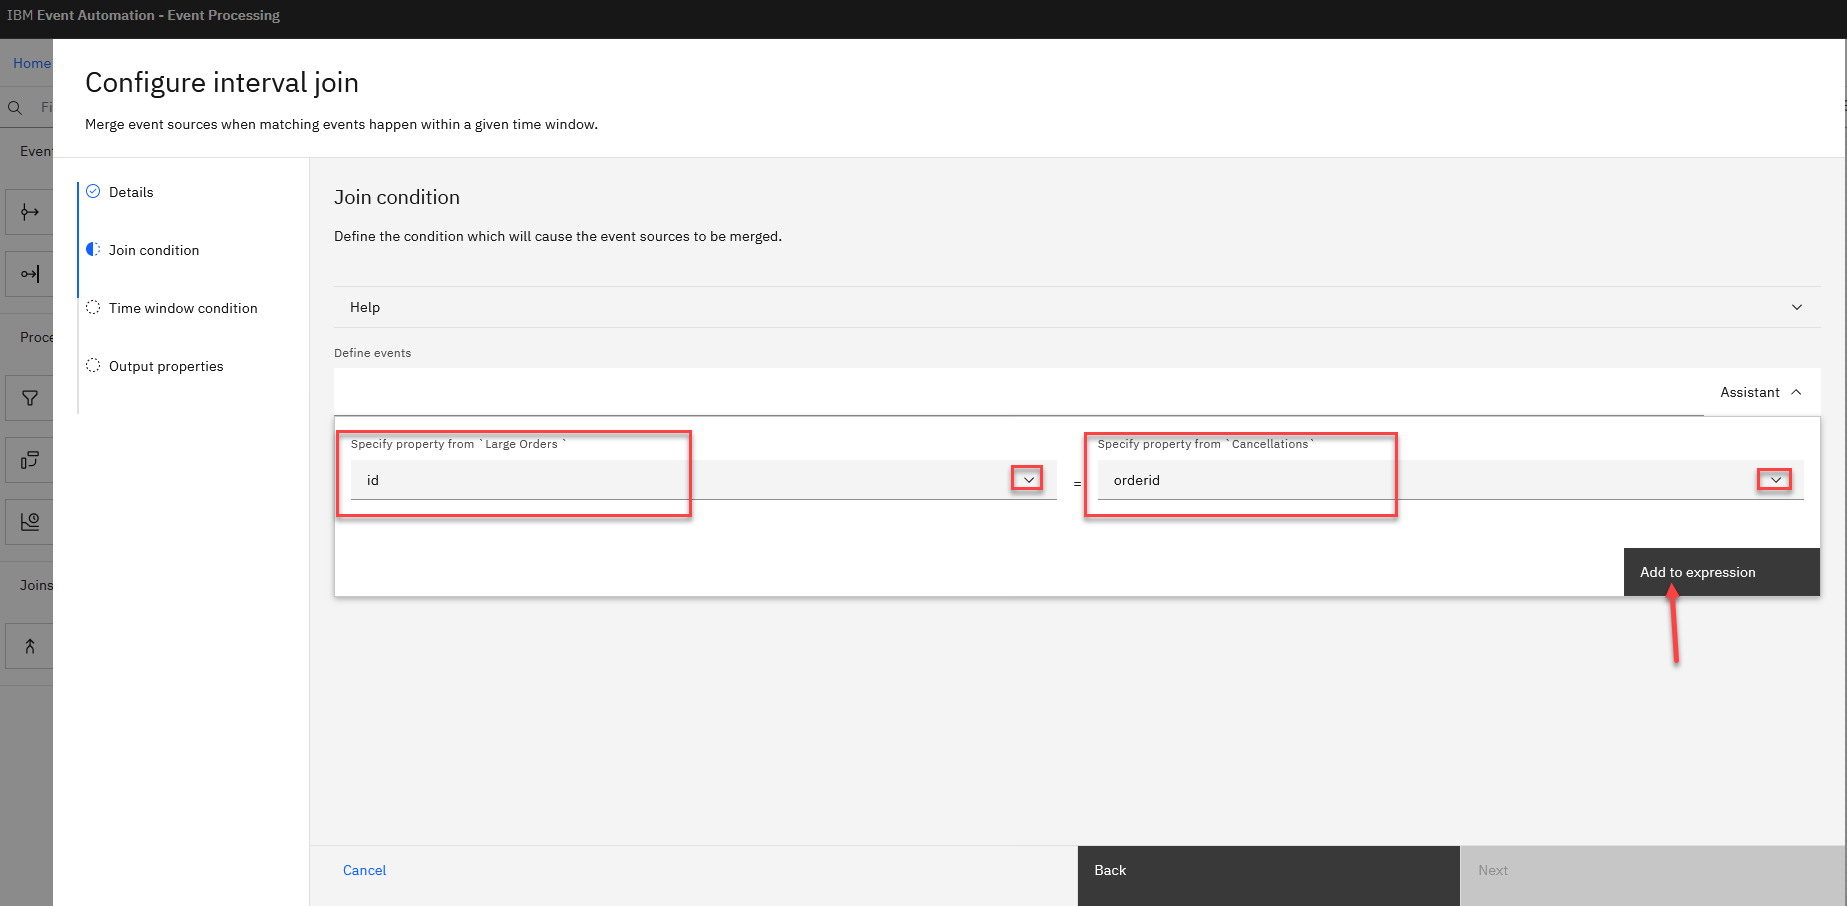 IBM Event Automation - Event Processing
Home
Configure interval join
Merge event sources when matching events happen within a given time window.
Details
Join condition
Time window condition
Output properties
Join condition
Define the condition which will cause the event sources to be merged.
Help
Define events
Assistant
Specify property from `Large Orders `
id
=
Specify property from `Cancellations`
orderid
Add to expression
Cancel
Back
Next
Joins